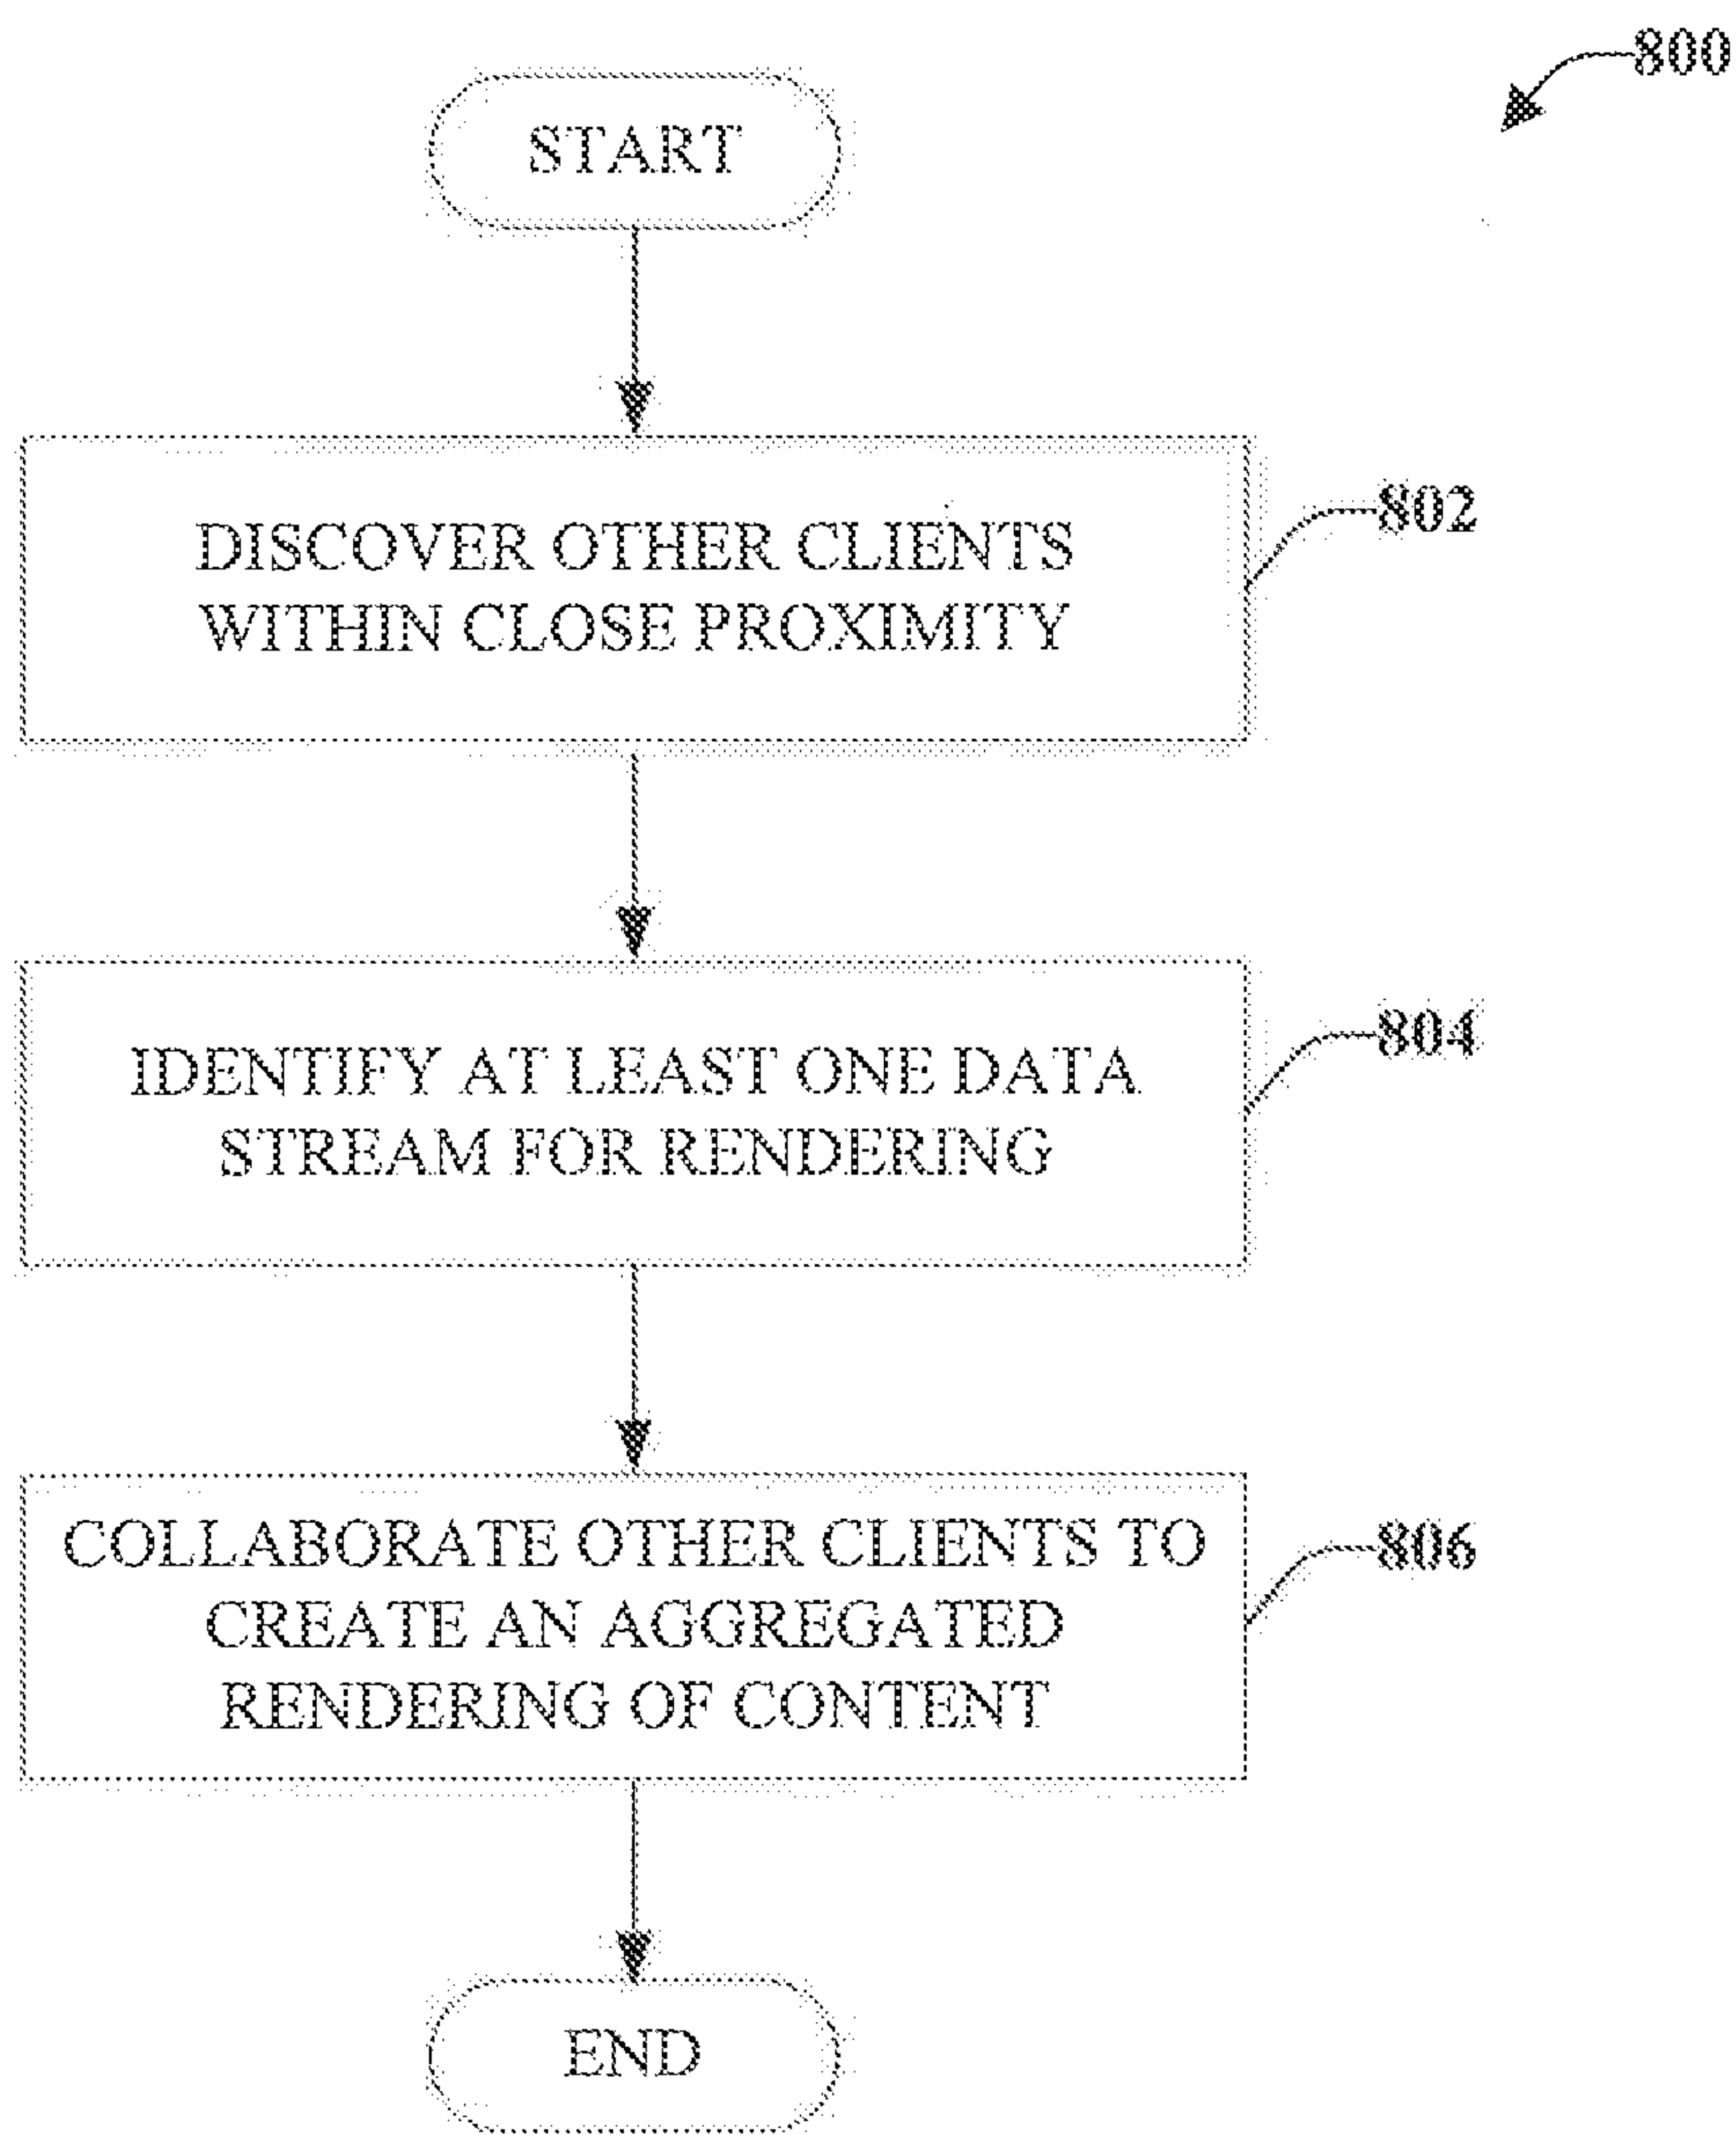 800
START
DISCOVER OTHER CLIENTS
WITHIN CLOSE PROXIMITY
802
IDENTIFY AT LEAST ONE DATA
STREAM FOR RENDERING
804
COLLABORATE OTHER CLIENTS TO
CREATE AN AGGREGATED
RENDERING OF CONTENT
806
END